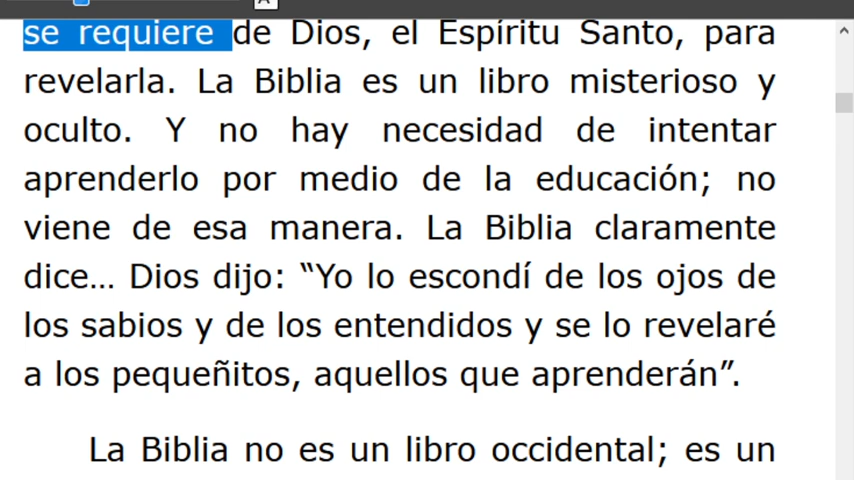 se requiere de Dios, el Espíritu Santo, para
revelarla. La Biblia es un libro misterioso y
oculto. Y no hay necesidad de intentar
aprenderlo por medio de la educación; no
viene de esa manera. La Biblia claramente
dice... Dios dijo: “Yo lo escondí de los ojos de
los sabios y de los entendidos y se lo revelaré
a los pequeñitos, aquellos que aprenderán”.
La Biblia no es un libro occidental; es un